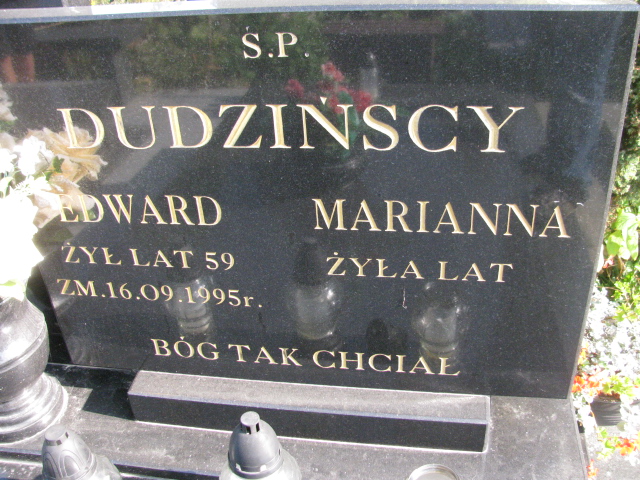 Ś.P.
DUDZIŃSCY
EDWARD MARIANNA
ŻYŁ LAT 59 ŻYŁA LAT
ZM.16.09.1995r.
BÓG TAK CHCIAŁ